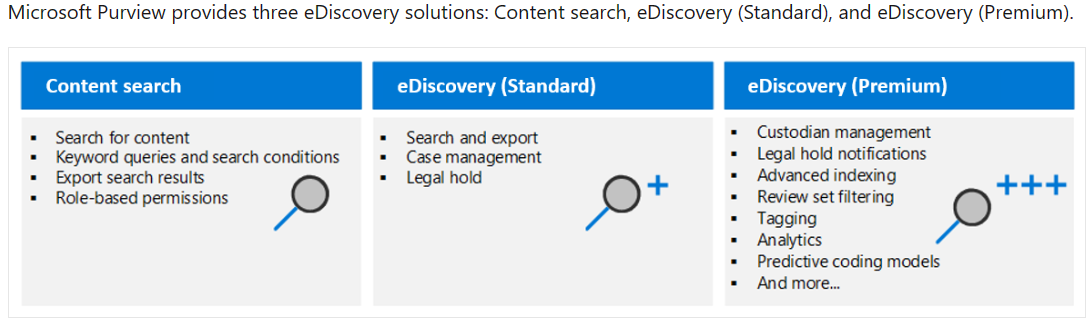 Microsoft Purview provides three eDiscovery solutions: Content search, eDiscovery (Standard), and eDiscovery (Premium).
Content search
▪ Search for content
▪ Keyword queries and search conditions
▪ Export search results
▪ Role-based permissions
eDiscovery (Standard)
▪ Search and export
▪ Case management
▪ Legal hold
eDiscovery (Premium)
▪ Custodian management
▪ Legal hold notifications
▪ Advanced indexing
▪ Review set filtering
▪ Tagging
▪ Analytics
▪ Predictive coding models
▪ And more...